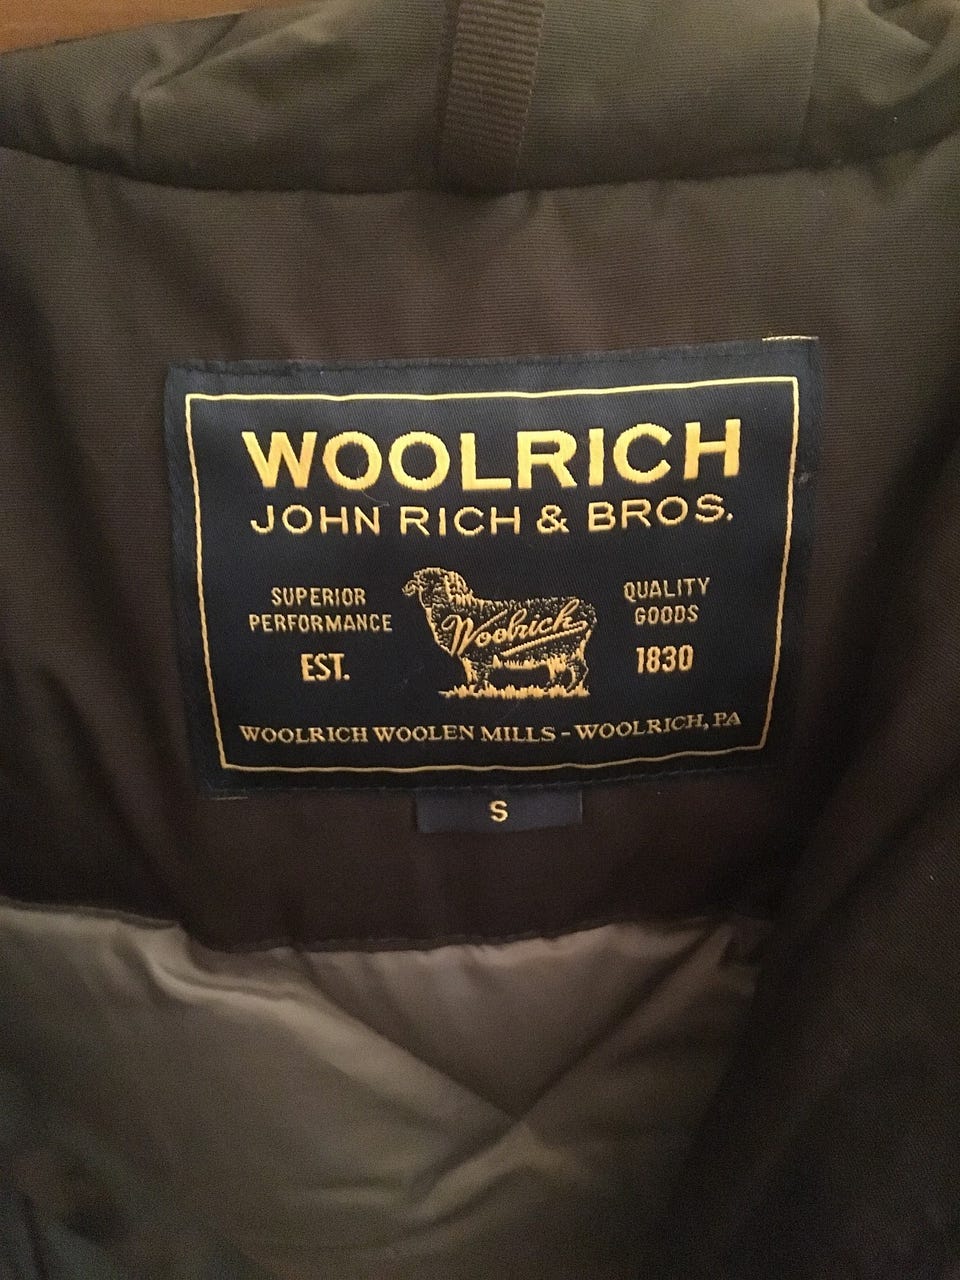 WOOLRICH
JOHN RICH & BROS.
SUPERIOR
PERFORMANCE
EST.
Woolrich
QUALITY
GOODS
1830
WOOLRICH WOOLEN MILLS - WOOLRICH, PA
S